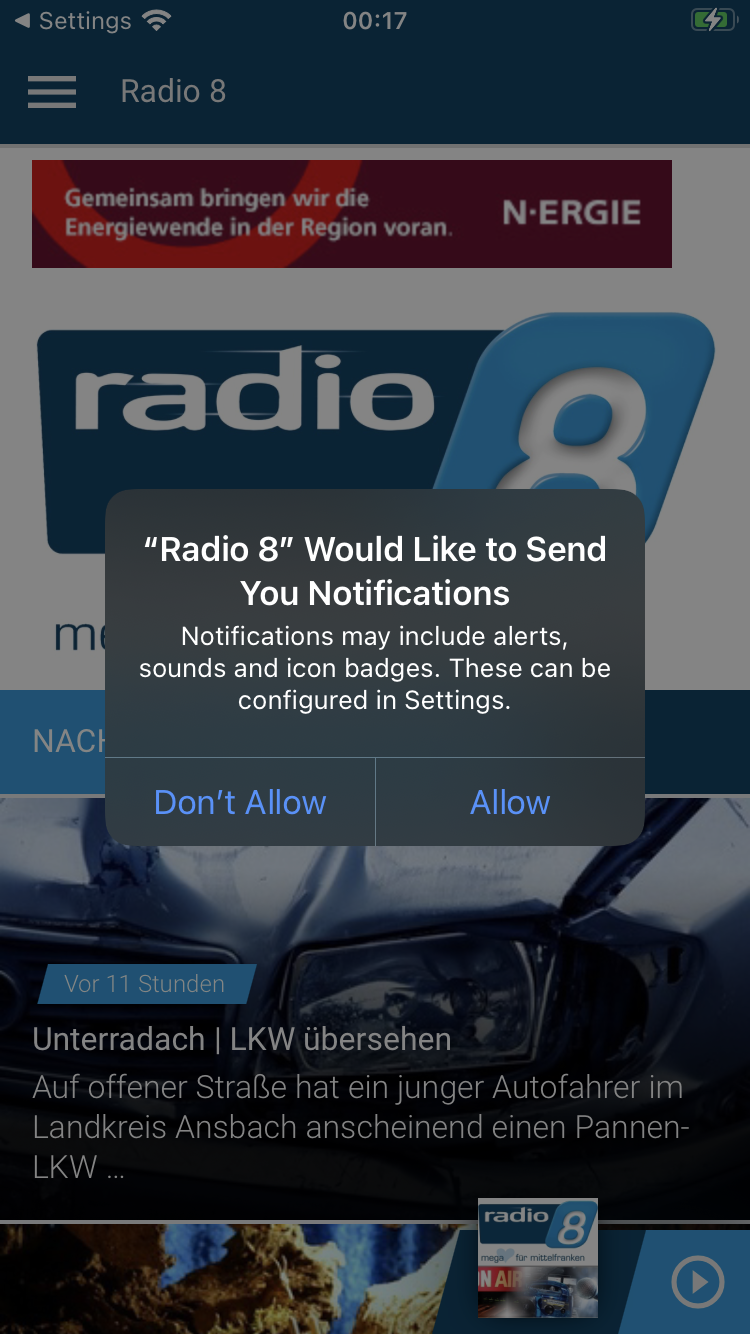 Settings
00:17
Radio 8
Gemeinsam bringen wir die
Energiewende in der Region voran.
N·ERGIE
radio 8
me
“Radio 8” Would Like to Send
You Notifications
Notifications may include alerts,
sounds and icon badges. These can be
configured in Settings.
Don’t Allow
Allow
NACH
Vor 11 Stunden
Unterradach | LKW übersehen
Auf offener Straße hat ein junger Autofahrer im
Landkreis Ansbach anscheinend einen Pannen-
LKW ...
radio 8
mega für mittelfranken
ON AIR